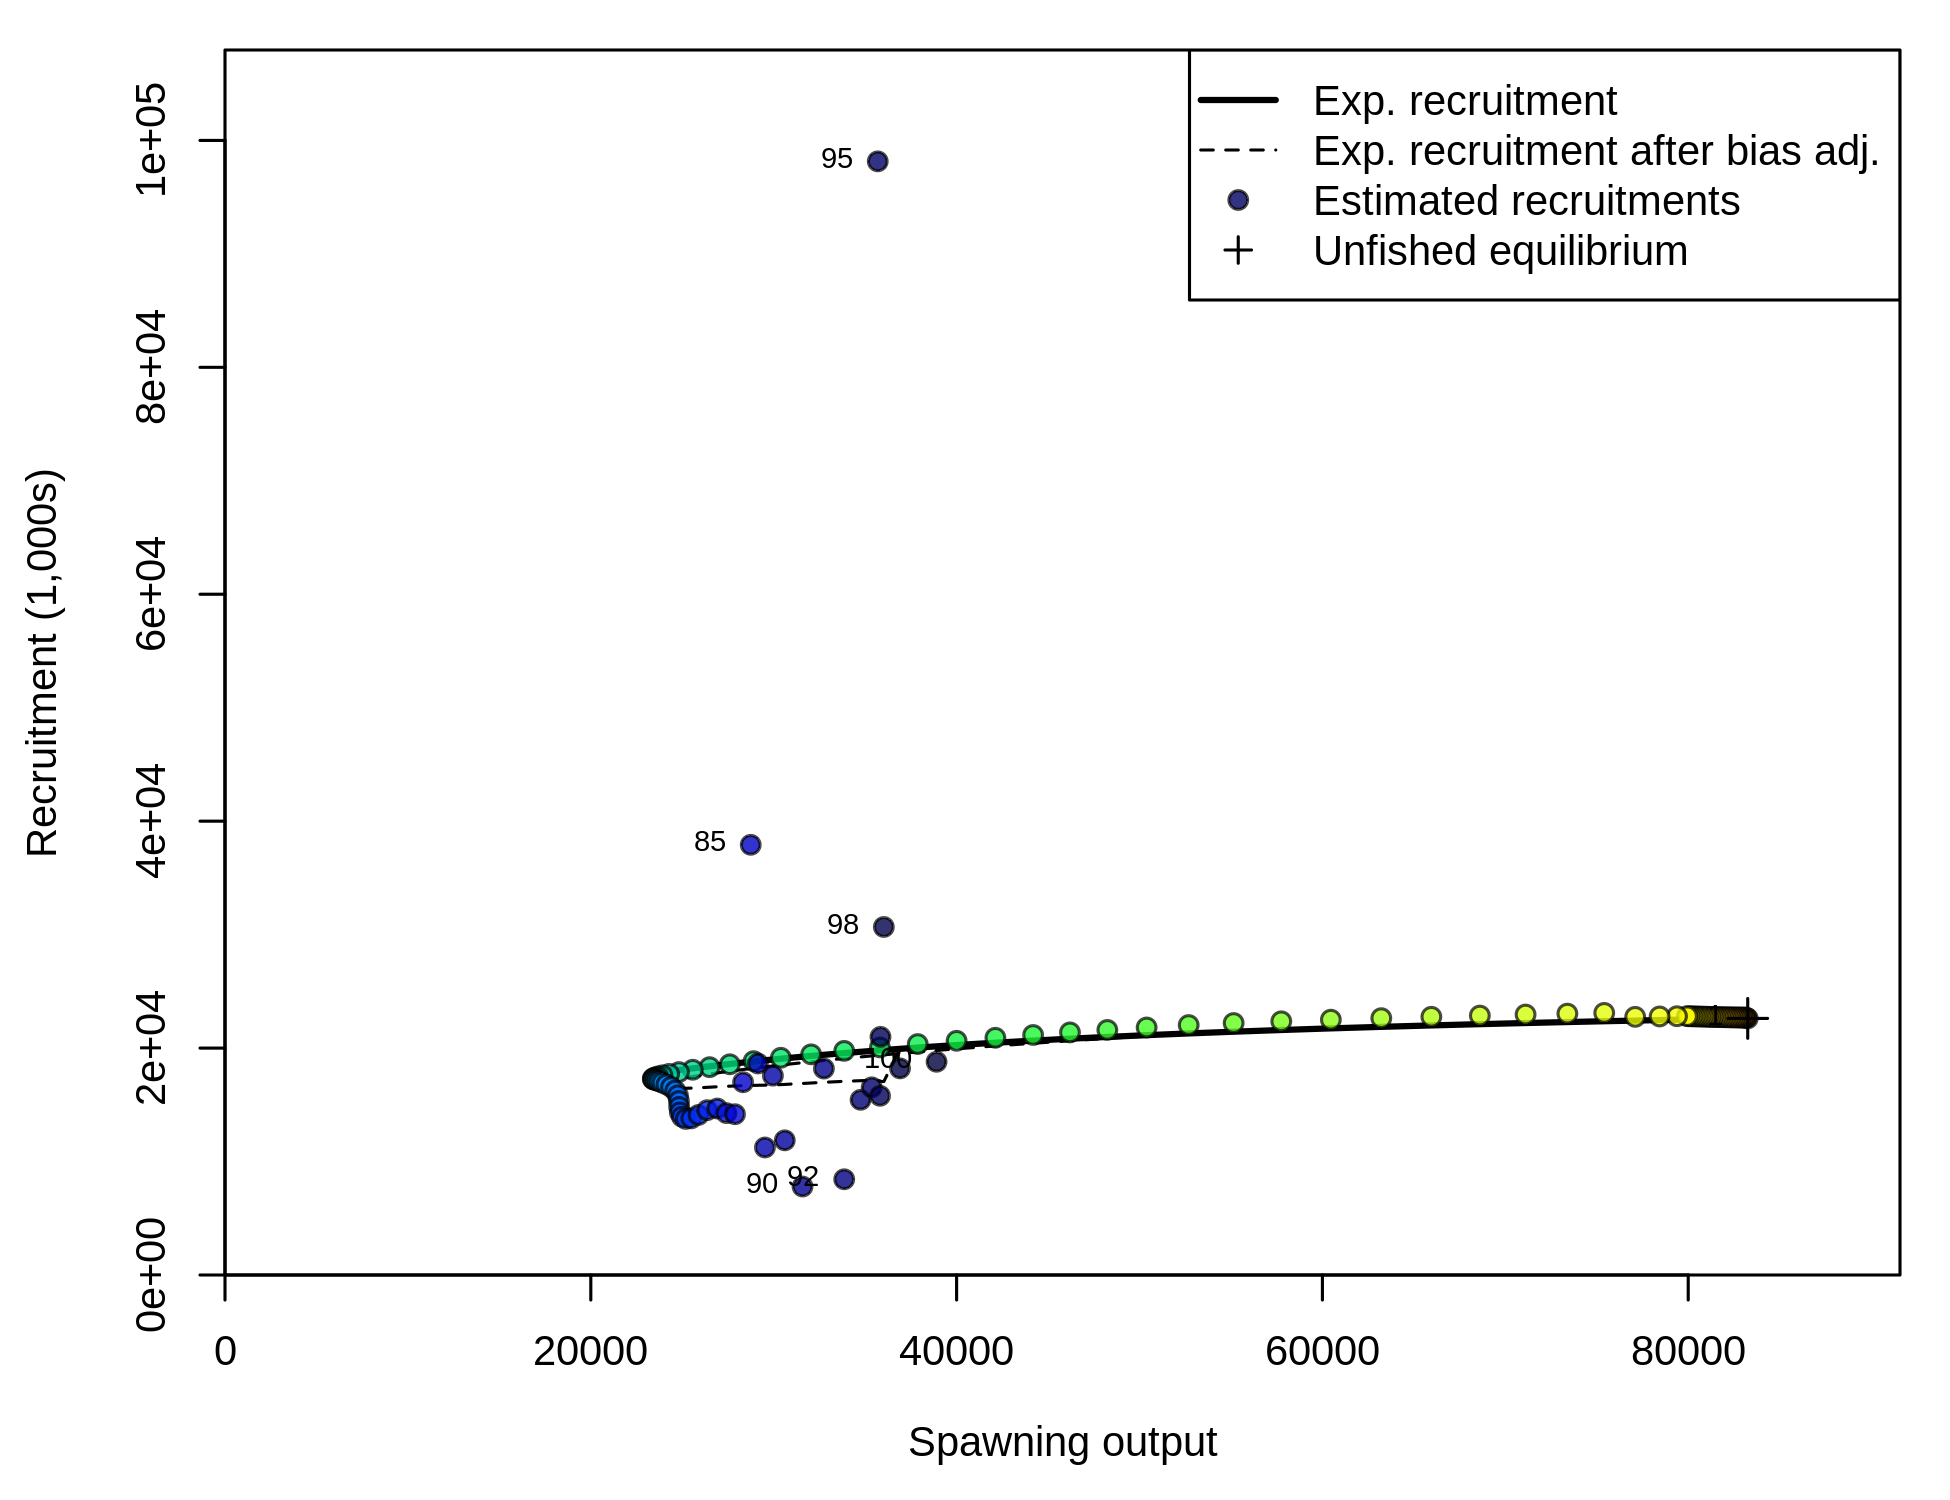 Exp. recruitment
Exp. recruitment after bias adj.
Estimated recruitments
Unfished equilibrium
Recruitment (1,000s)
1e+05
8e+04
6e+04
4e+04
2e+04
0e+00
95
85
98
1
100
90
92
0
20000
40000
60000
80000
Spawning output